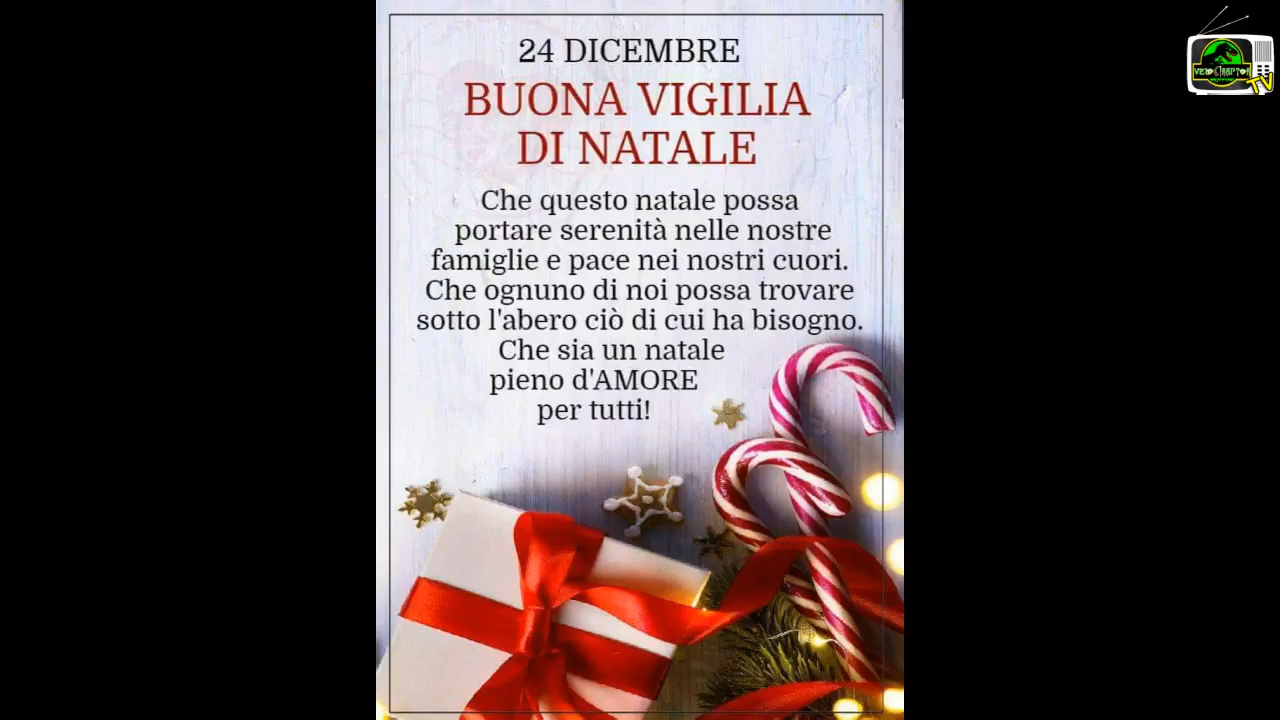 24 DICEMBRE
BUONA VIGILIA
DI NATALE
Che questo natale possa
portare serenità nelle nostre
famiglie e pace nei nostri cuori.
Che ognuno di noi possa trovare
sotto l'abero ciò di cui ha bisogno.
Che sia un natale
pieno d'AMORE
per tutti!
TV